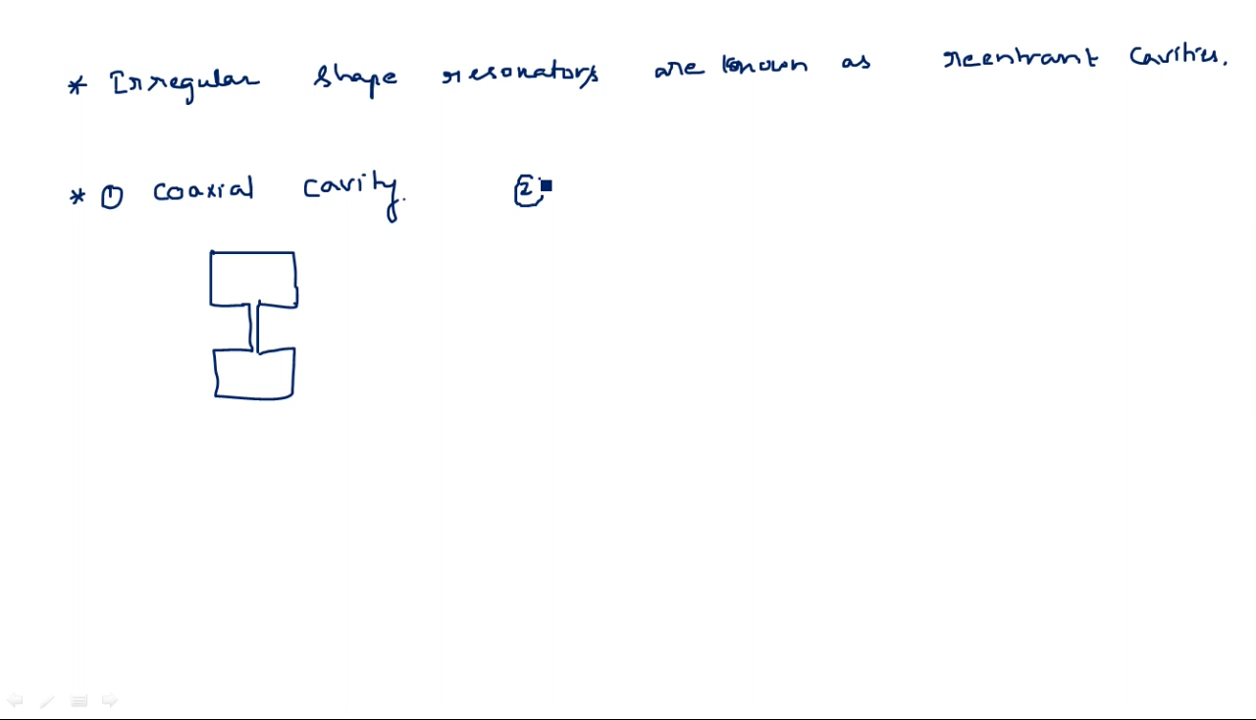 * Irregular shape resonators are known as reentrant cavities.
* ① coaxial cavity. ②